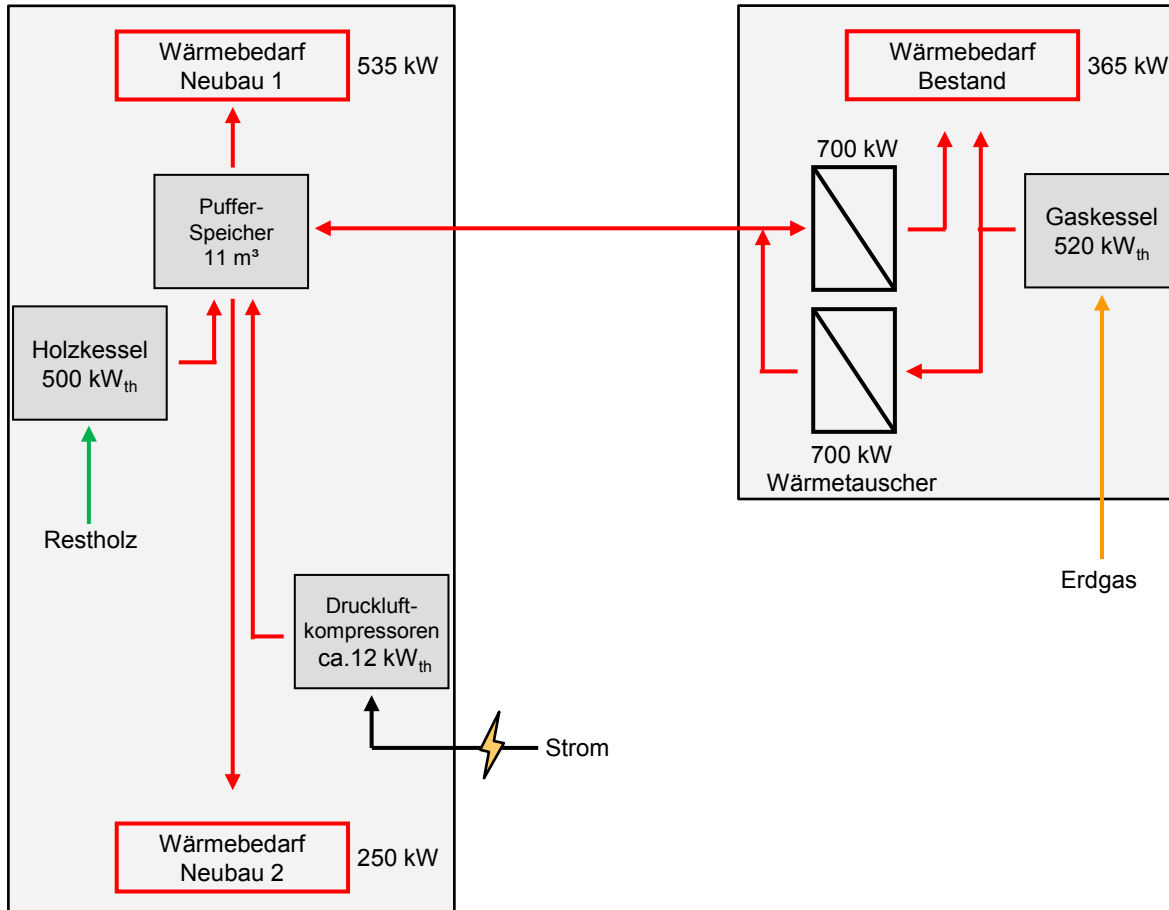 Wärmebedarf
Neubau 1
535 kW
Puffer-
Speicher
11 m³
Holzkessel
500 kWth
Restholz
Druckluft-
kompressoren
ca.12 kWth
Strom
Wärmebedarf
Neubau 2
250 kW
Wärmebedarf
Bestand
365 kW
700 kW
Gaskessel
520 kWth
700 kW
Wärmetauscher
Erdgas